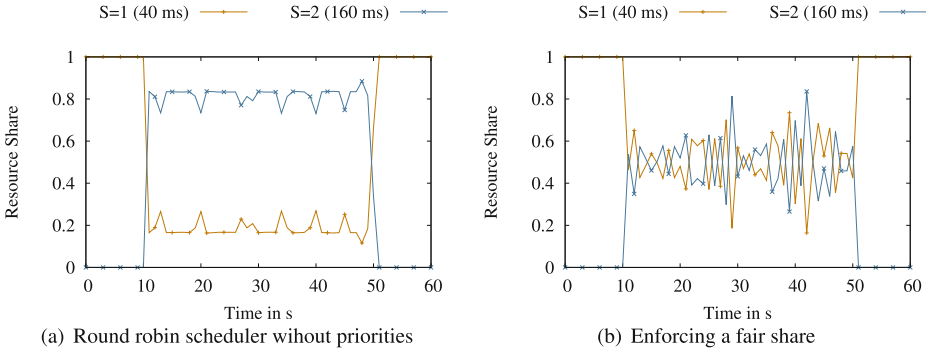 S=1 (40 ms) S=2 (160 ms)
1
0.8
0.6
0.4
0.2
0
Resource Share
0 10 20 30 40 50 60
Time in s
(a) Round robin scheduler wihout priorities
S=1 (40 ms) S=2 (160 ms)
1
0.8
0.6
0.4
0.2
0
Resource Share
0 10 20 30 40 50 60
Time in s
(b) Enforcing a fair share